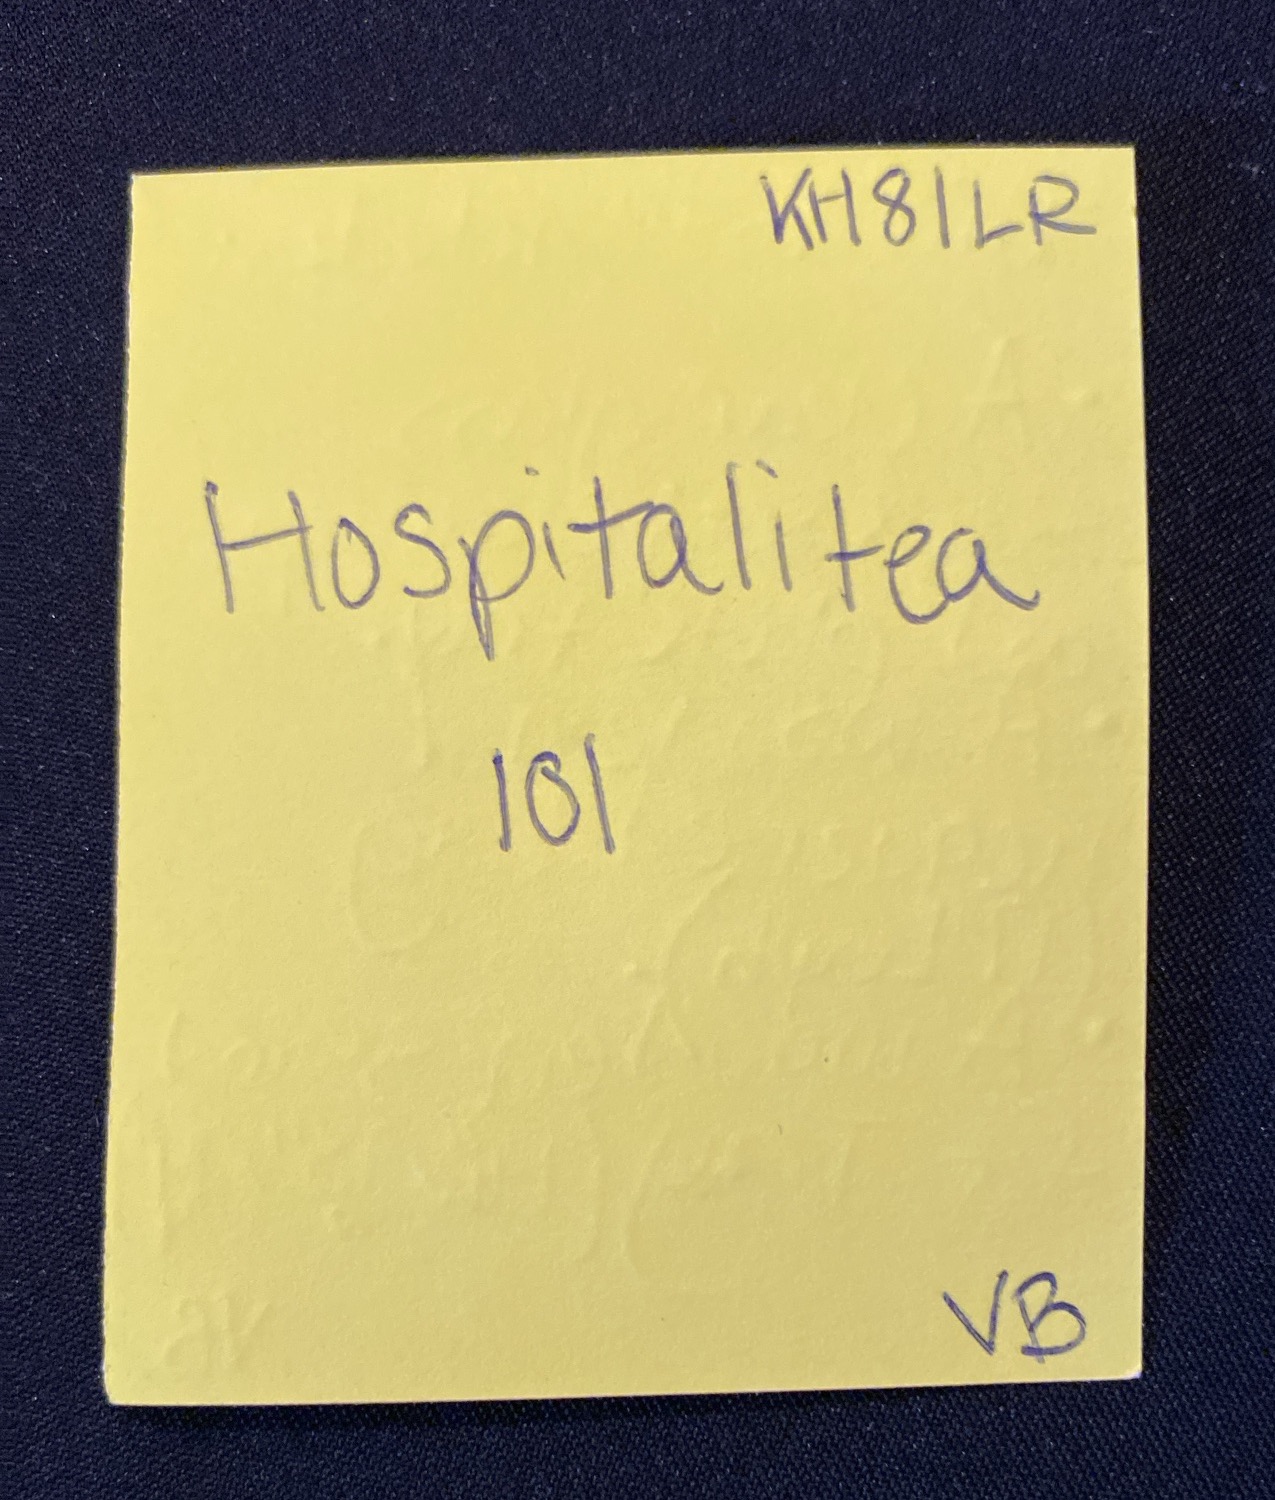 KH81LR
Hospitalitea
101
VB